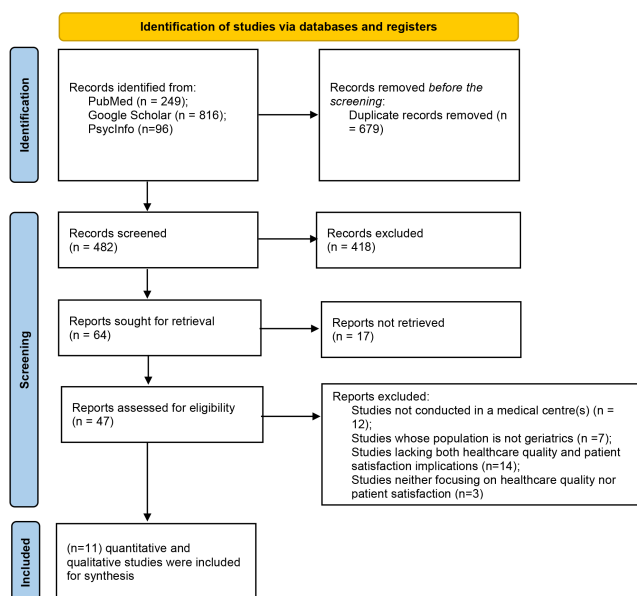 Identification of studies via databases and registers
Identification
Records identified from:
PubMed (n = 249);
Google Scholar (n = 816);
PsycInfo (n=96)
Records removed before the
screening:
Duplicate records removed (n
= 679)
Screening
Records screened
(n = 482)
Records excluded
(n = 418)
Reports sought for retrieval
(n = 64)
Reports not retrieved
(n = 17)
Reports assessed for eligibility
(n = 47)
Reports excluded:
Studies not conducted in a medical centre(s) (n =
12);
Studies whose population is not geriatrics (n =7);
Studies lacking both healthcare quality and patient
satisfaction implications (n=14);
Studies neither focusing on healthcare quality nor
patient satisfaction (n=3)
Included
(n=11) quantitative and
qualitative studies were included
for synthesis